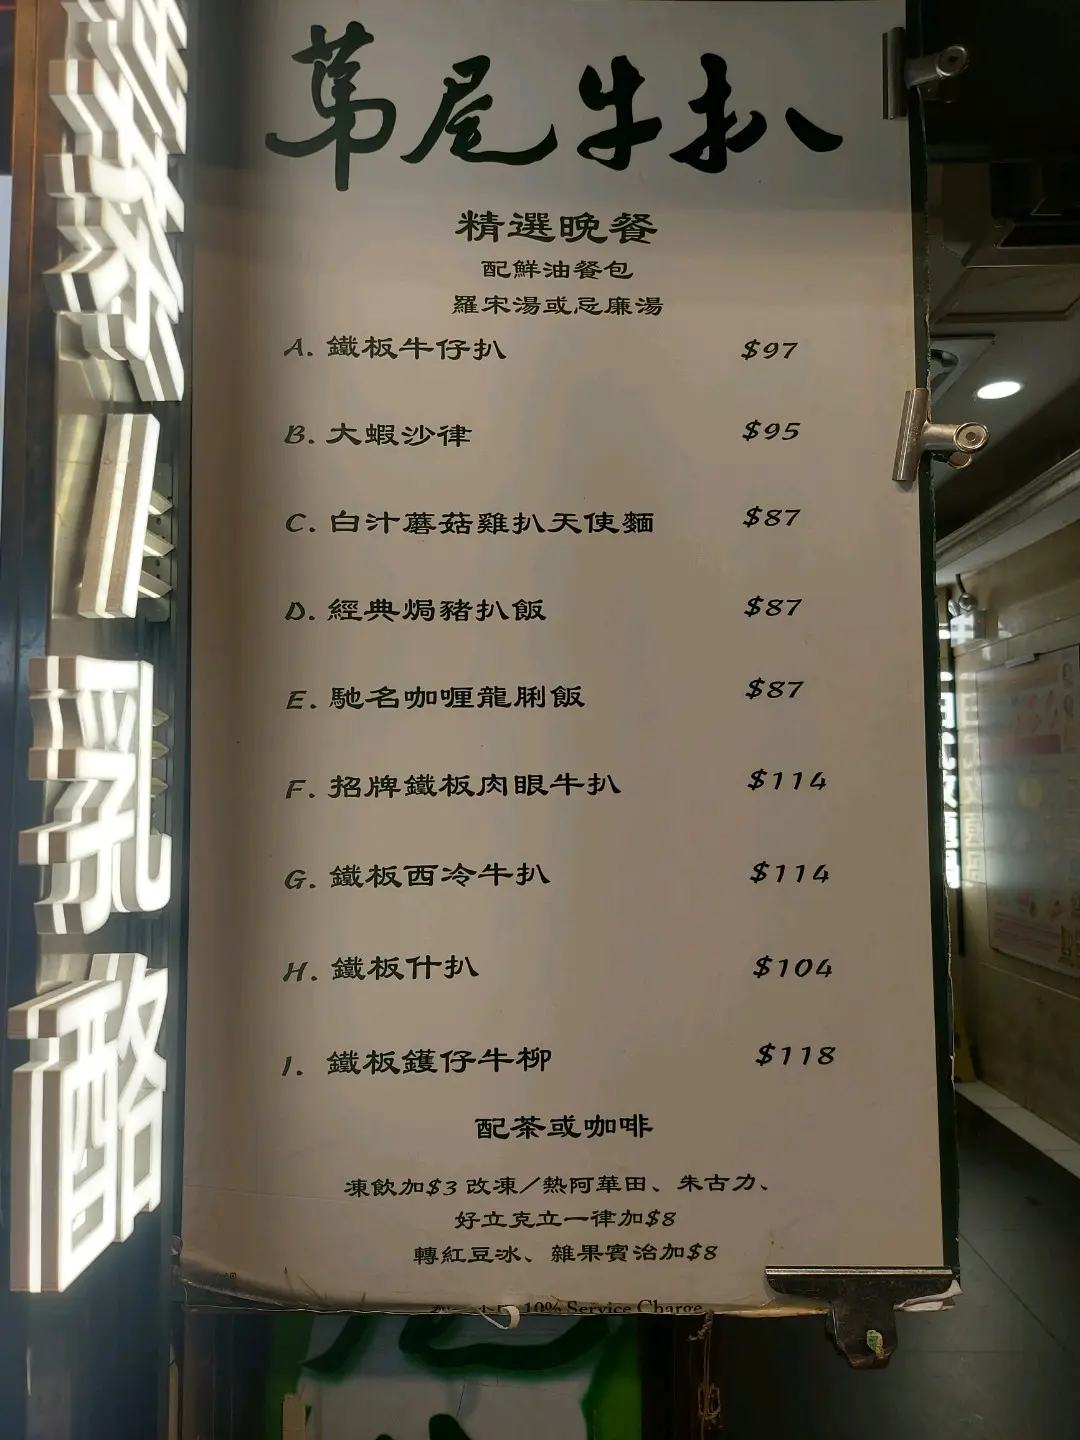 第尾牛扒
精選晚餐
配鮮油餐包
羅宋湯或忌廉湯
A. 鐵板牛仔扒 $97
B. 大蝦沙律 $95
C. 白汁蘑菇雞扒天使麵 $87
D. 經典焗豬扒飯 $87
E. 馳名咖喱龍脷飯 $87
F. 招牌鐵板肉眼牛扒 $114
G. 鐵板西冷牛扒 $114
H. 鐵板什扒 $104
I. 鐵板鑊仔牛柳 $118
配茶或咖啡
凍飲加$3 改凍/熱阿華田、朱古力、
好立克立一律加$8
轉紅豆冰、雜果賓治加$8
10% Service Charge
茶
一
乳
酪